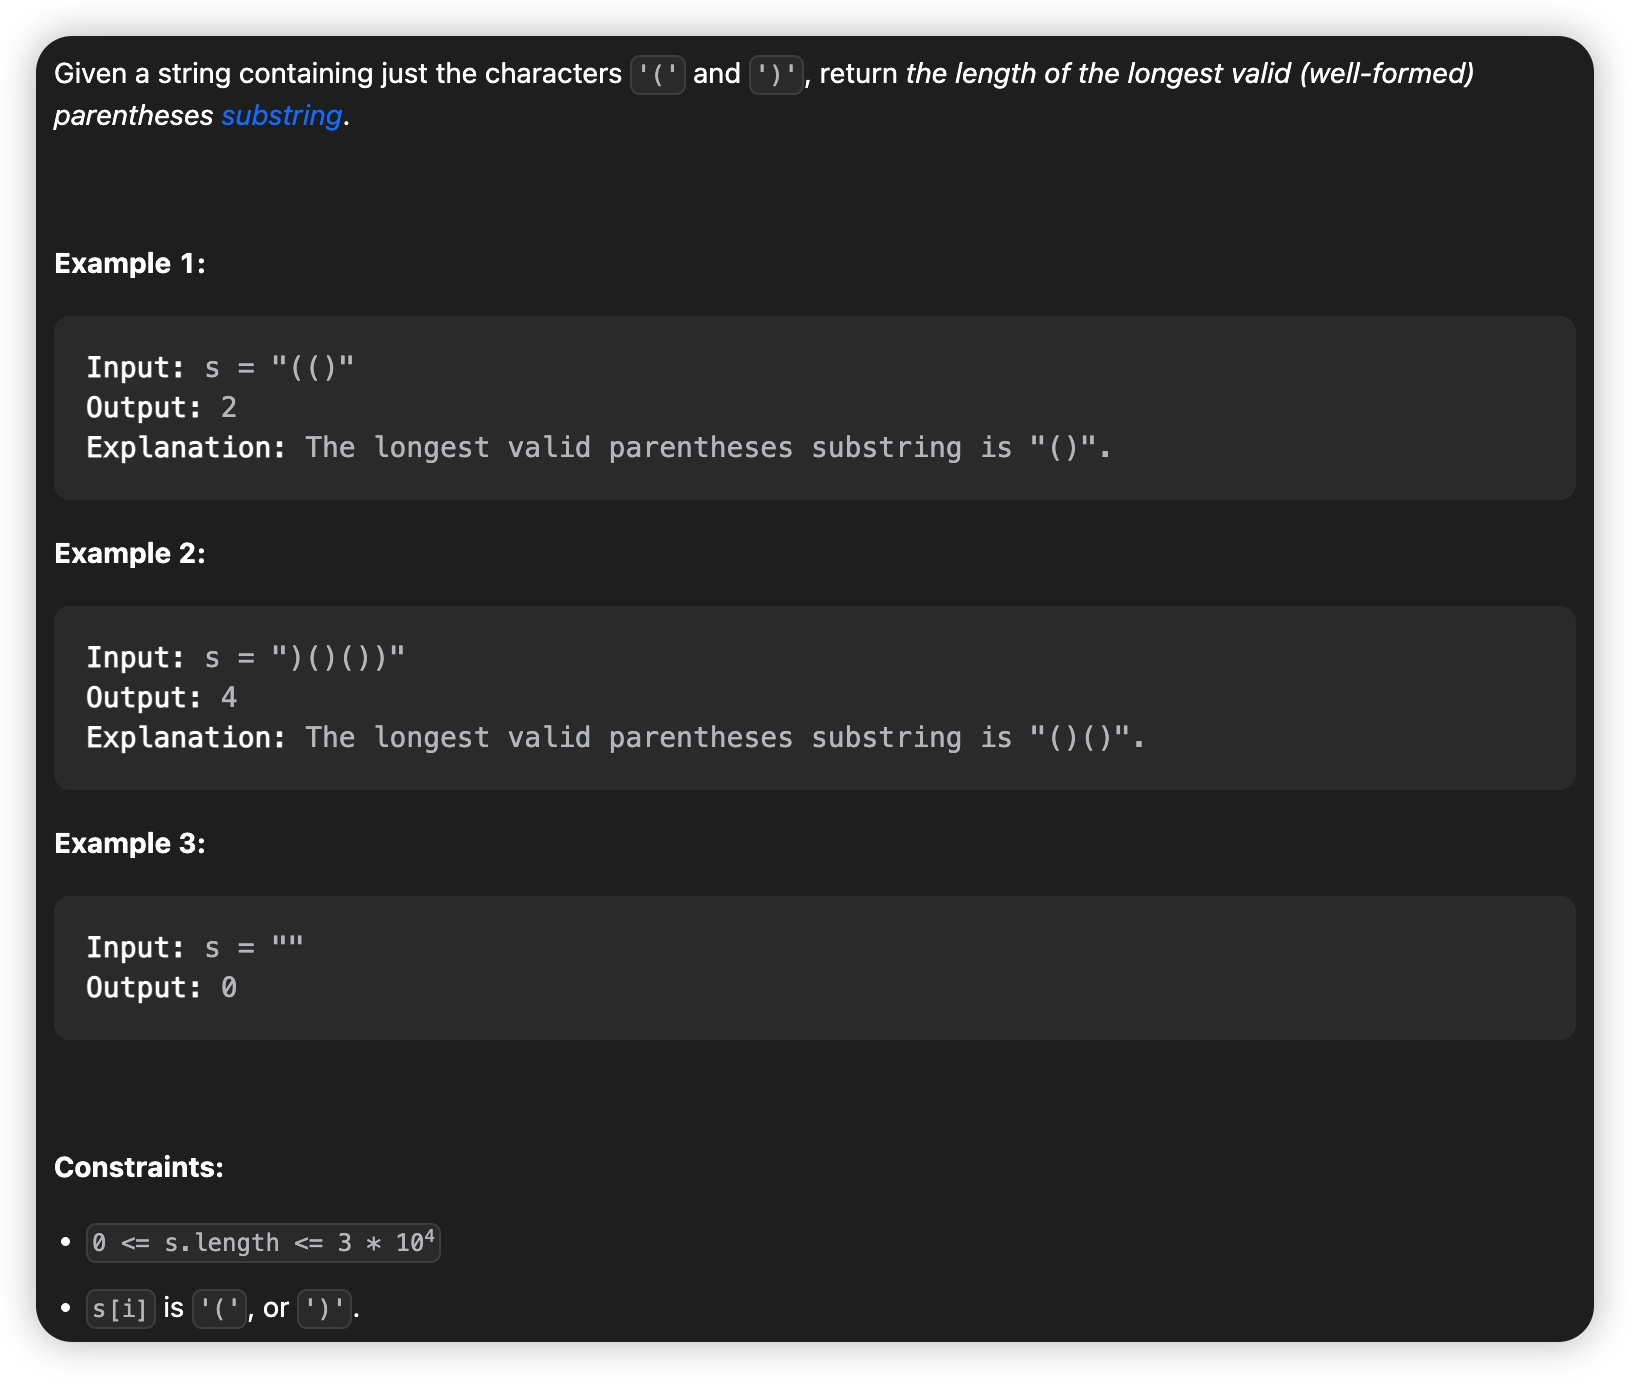 Given a string containing just the characters '(' and ')', return the length of the longest valid (well-formed)
parentheses substring.
Example 1:
Input: s = "(()"
Output: 2
Explanation: The longest valid parentheses substring is "()".
Example 2:
Input: s = ")()())"
Output: 4
Explanation: The longest valid parentheses substring is "()()".
Example 3:
Input: s = ""
Output: 0
Constraints:
• 0 <= s.length <= 3 * 10⁴
• s[i] is '(', or ')'.